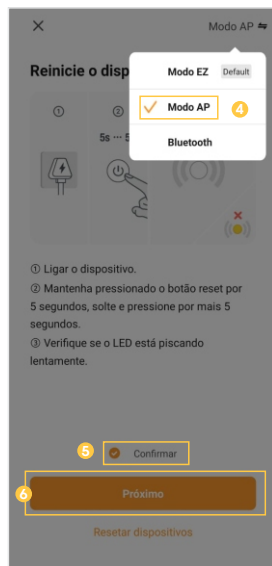 Modo AP
Reinicie o disp
Modo EZ Default
Modo AP 4
Bluetooth
① ②
5s ··· 5
① Ligar o dispositivo.
② Mantenha pressionado o botão reset por
5 segundos, solte e pressione por mais 5
segundos.
③ Verifique se o LED está piscando
lentamente.
5 Confirmar
6 Próximo
Resetar dispositivos